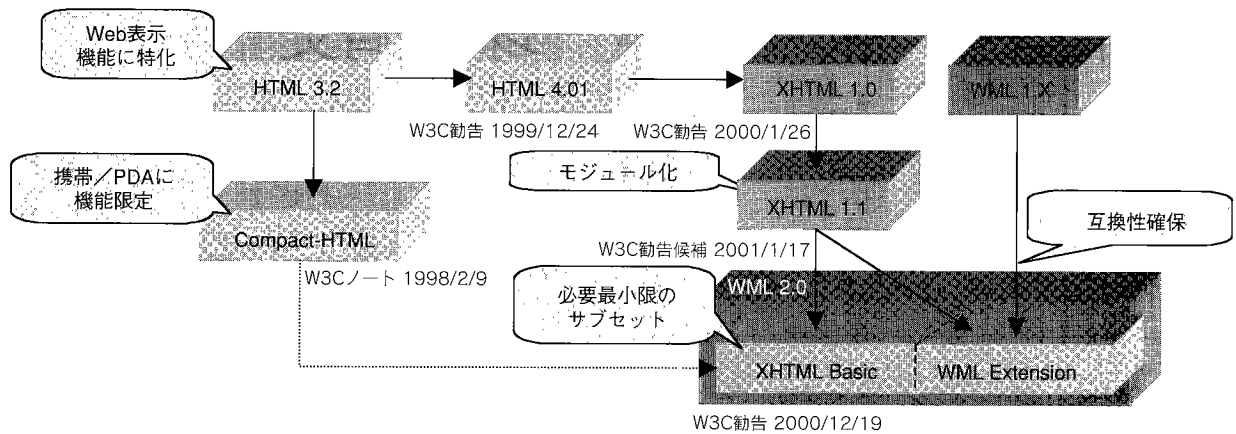 Web表示
機能に特化
HTML 3.2
HTML 4.01
XHTML 1.0
WML 1.X
W3C勧告 1999/12/24
W3C勧告 2000/1/26
携帯／PDAに
機能限定
モジュール化
XHTML 1.1
Compact-HTML
互換性確保
W3C勧告候補 2001/1/17
W3Cノート 1998/2/9
必要最小限の
サブセット
WML 2.0
XHTML Basic
WML Extension
W3C勧告 2000/12/19